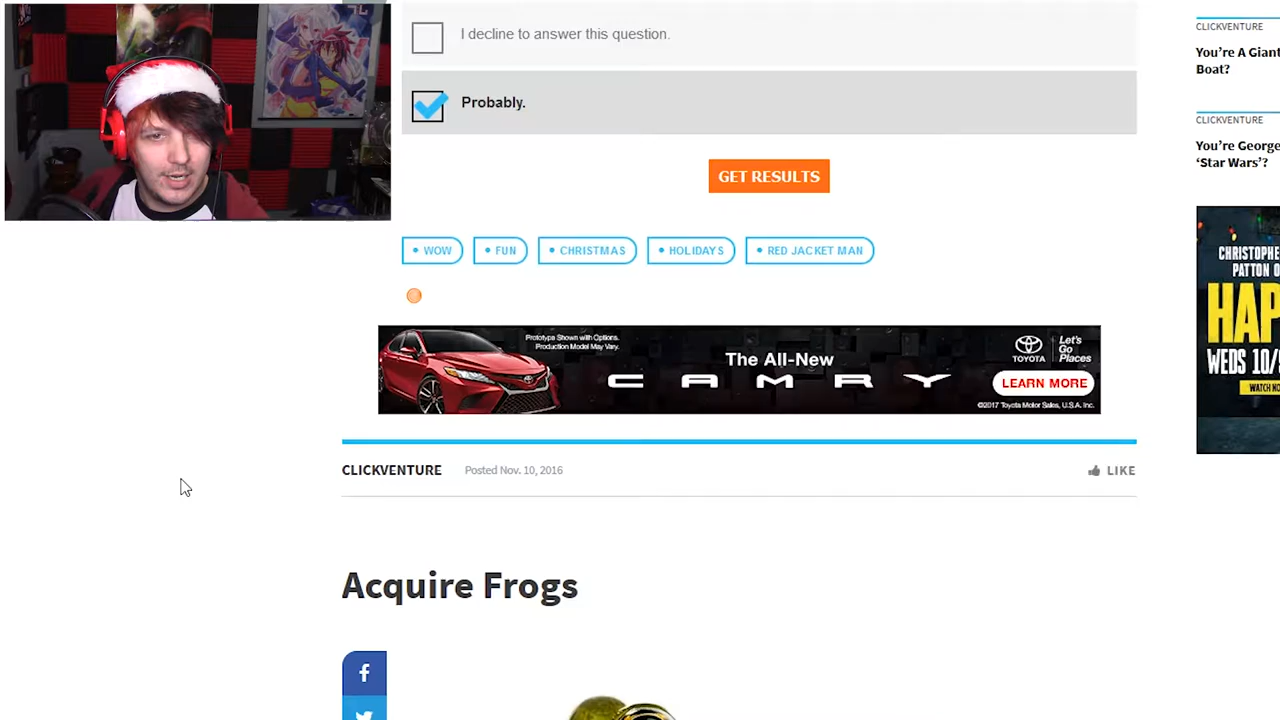 I decline to answer this question.
Probably.
GET RESULTS
• WOW
• FUN
• CHRISTMAS
• HOLIDAYS
• RED JACKET MAN
Prototype Shown with Options.
Production Model May Vary.
The All-New
CAMRY
TOYOTA
Let's
Go
Places
LEARN MORE
©2017 Toyota Motor Sales, U.S.A. Inc.
CLICKVENTURE
Posted Nov. 10, 2016
LIKE
Acquire Frogs
f
CLICKVENTURE
You're A Giant
Boat?
CLICKVENTURE
You're George
'Star Wars'?
CHRISTOPHE
PATTON O
HAP
WEDS 10/9
WATCH NO